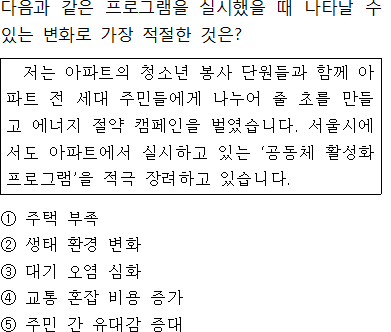 다음과 같은 프로그램을 실시했을 때 나타날 수
있는 변화로 가장 적절한 것은?
저는 아파트의 청소년 봉사 단원들과 함께 아
파트 전 세대 주민들에게 나누어 줄 초를 만들
고 에너지 절약 캠페인을 벌였습니다. 서울시에
서도 아파트에서 실시하고 있는 ‘공동체 활성화
프로그램’을 적극 장려하고 있습니다.
① 주택 부족
② 생태 환경 변화
③ 대기 오염 심화
④ 교통 혼잡 비용 증가
⑤ 주민 간 유대감 증대